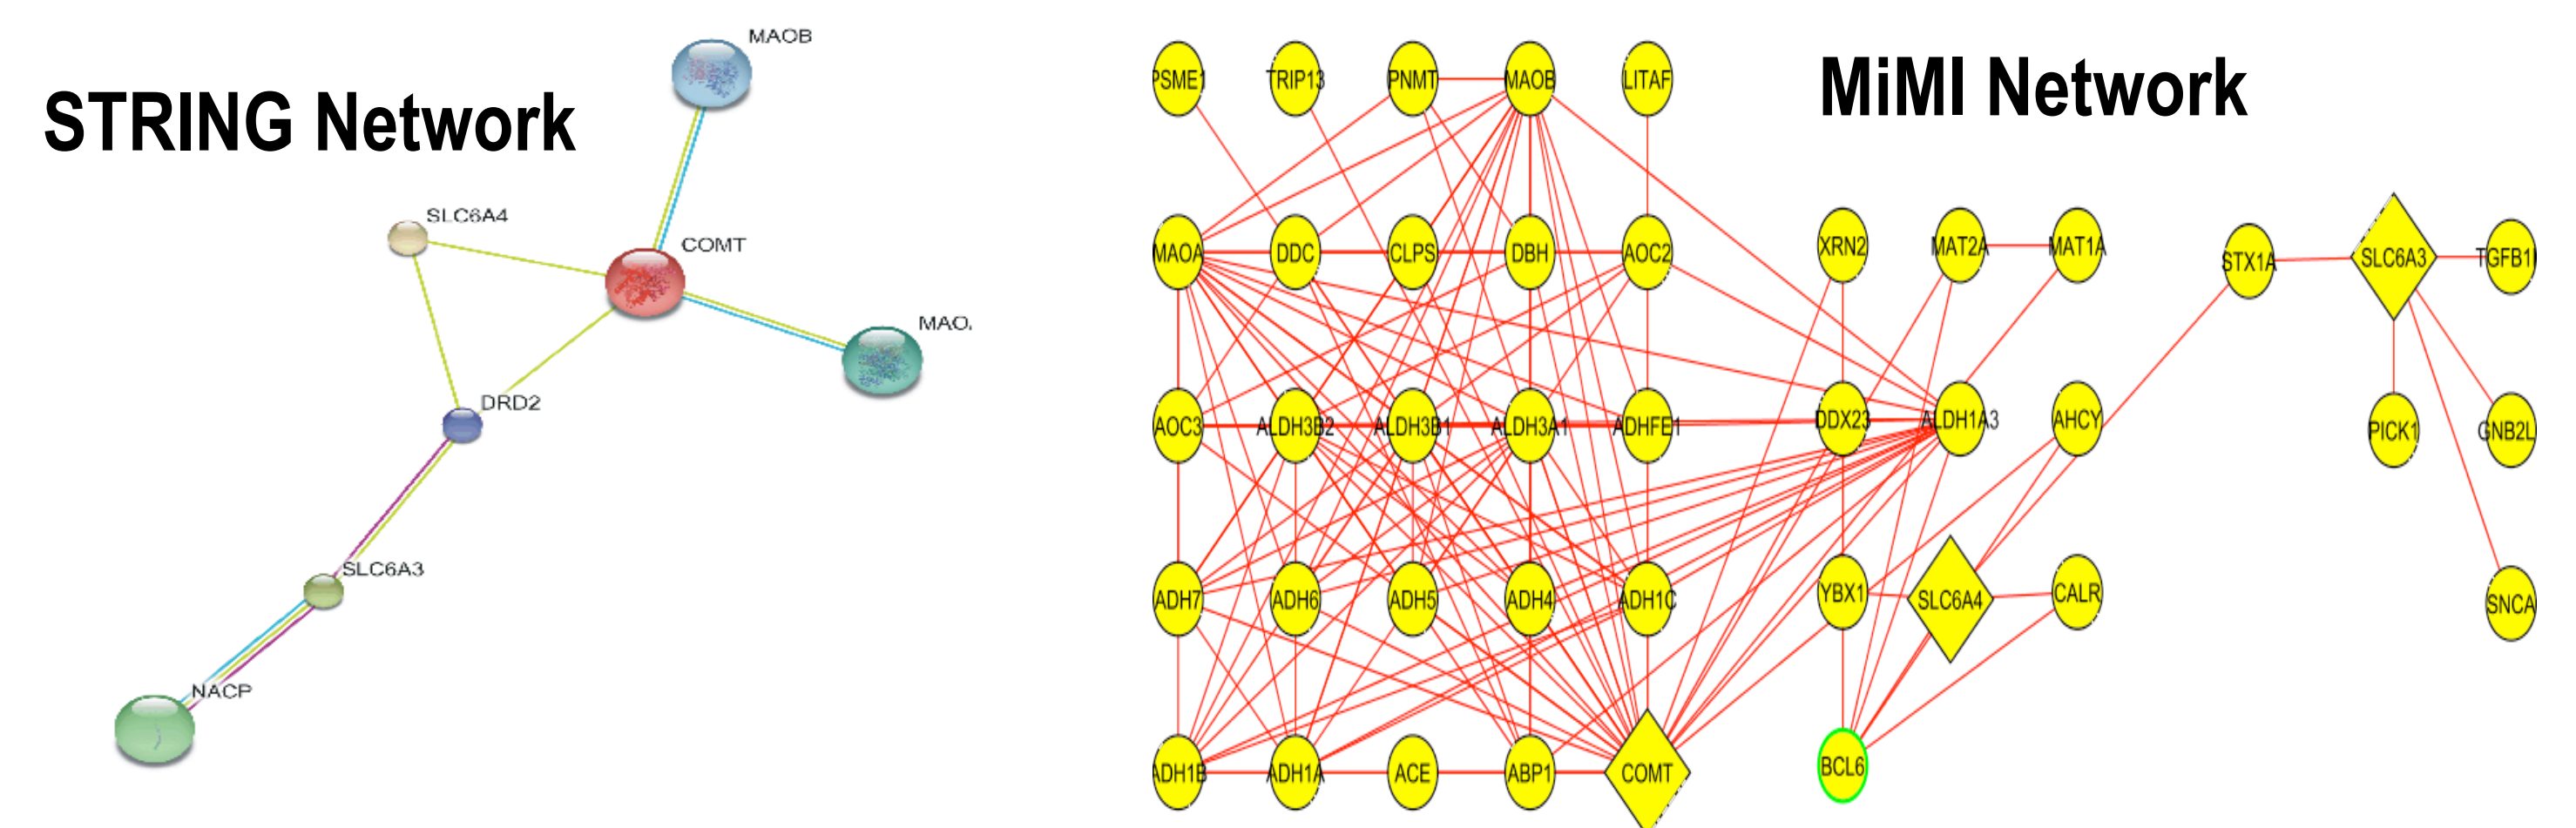 STRING Network
MAOB
SLC6A4
COMT
MAO.
DRD2
SLC6A3
NACP
MiMI Network
PSME1 TRIP13 PNMT MAOB LITAF
MAOA DDC CLPS DBH AOC2 XRN2 MAT2A MAT1A STX1A SLC6A3 TGFB1I
AOC3 ALDH3B2 ALDH3B1 ALDH3A1 ADHFE1 DDX23 ALDH1A3 AHCY PICK1 GNB2L
ADH7 ADH6 ADH5 ADH4 ADH1C YBX1 SLC6A4 CALR SNCA
ADH1B ADH1A ACE ABP1 COMT BCL6